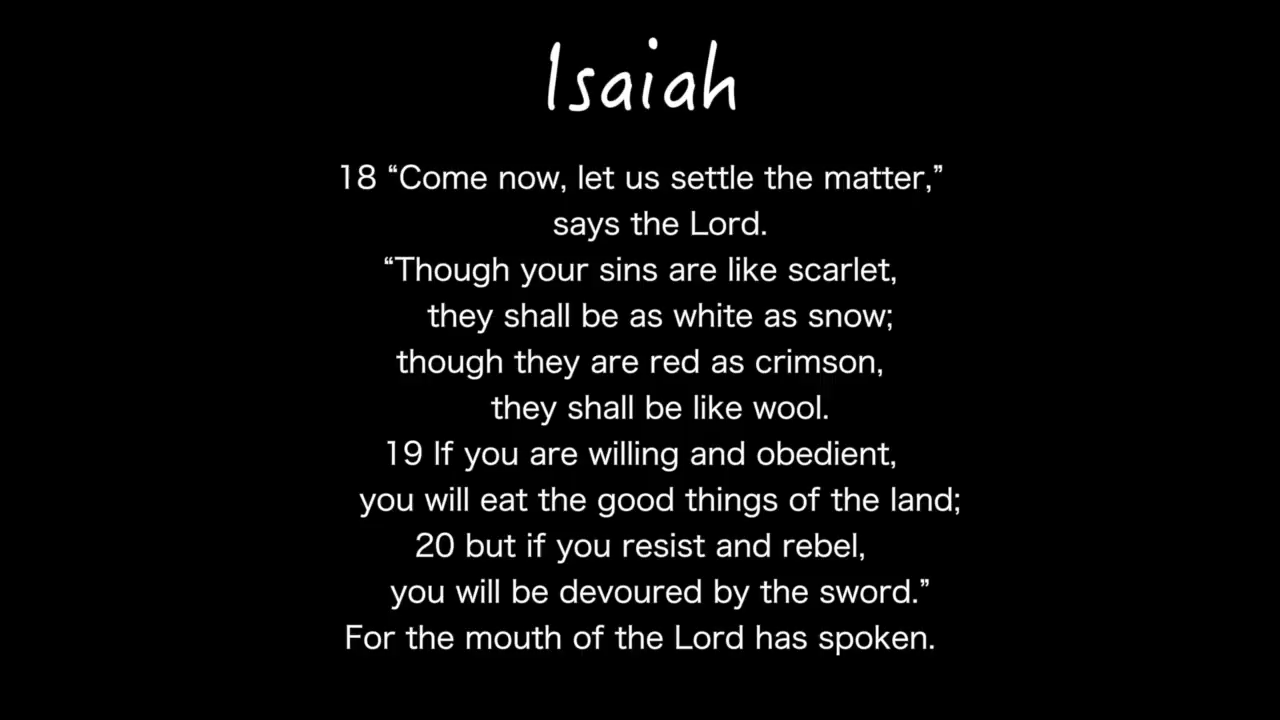 Isaiah
18 “Come now, let us settle the matter,”
says the Lord.
“Though your sins are like scarlet,
they shall be as white as snow;
though they are red as crimson,
they shall be like wool.
19 If you are willing and obedient,
you will eat the good things of the land;
20 but if you resist and rebel,
you will be devoured by the sword.”
For the mouth of the Lord has spoken.